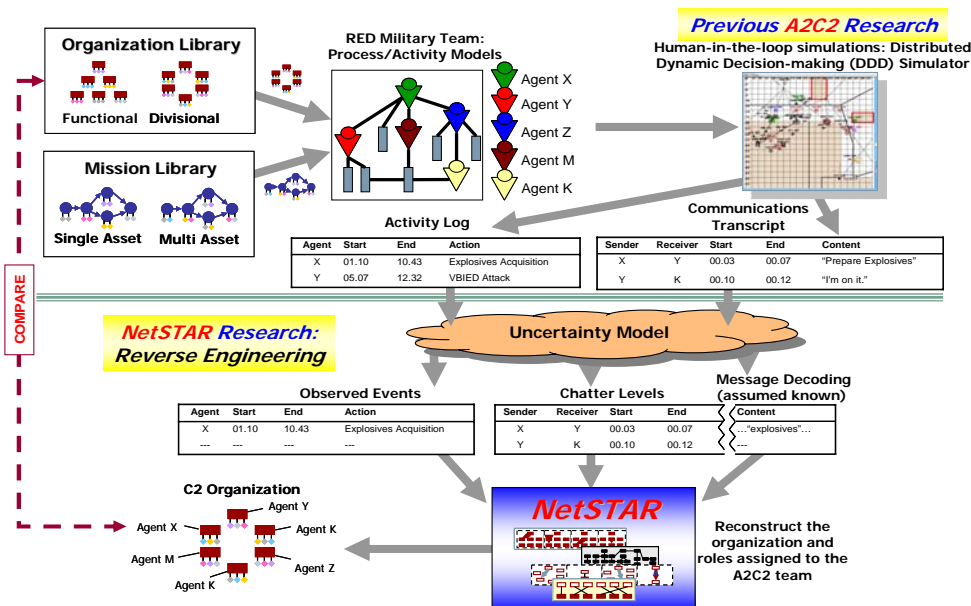 Organization Library
Functional Divisional
Mission Library
Single Asset Multi Asset
RED Military Team:
Process/Activity Models
Agent X
Agent Y
Agent Z
Agent M
Agent K
Previous A2C2 Research
Human-in-the-loop simulations: Distributed
Dynamic Decision-making (DDD) Simulator
Activity Log
Agent Start End Action
X 01.10 10.43 Explosives Acquisition
Y 05.07 12.32 VBIED Attack
Communications
Transcript
Sender Receiver Start End Content
X Y 00.03 00.07 “Prepare Explosives”
Y K 00.10 00.12 “I'm on it.”
COMPARE
NetSTAR Research:
Reverse Engineering
Uncertainty Model
Observed Events
Agent Start End Action
X 01.10 10.43 Explosives Acquisition
--- --- --- ---
Chatter Levels
Sender Receiver Start End
X Y 00.03 00.07
Y K 00.10 00.12
Message Decoding
(assumed known)
Content
…“explosives”…
---
C2 Organization
Agent Y
Agent X
Agent K
Agent M
Agent Z
Agent K
NetSTAR
Reconstruct the
organization and
roles assigned to the
A2C2 team